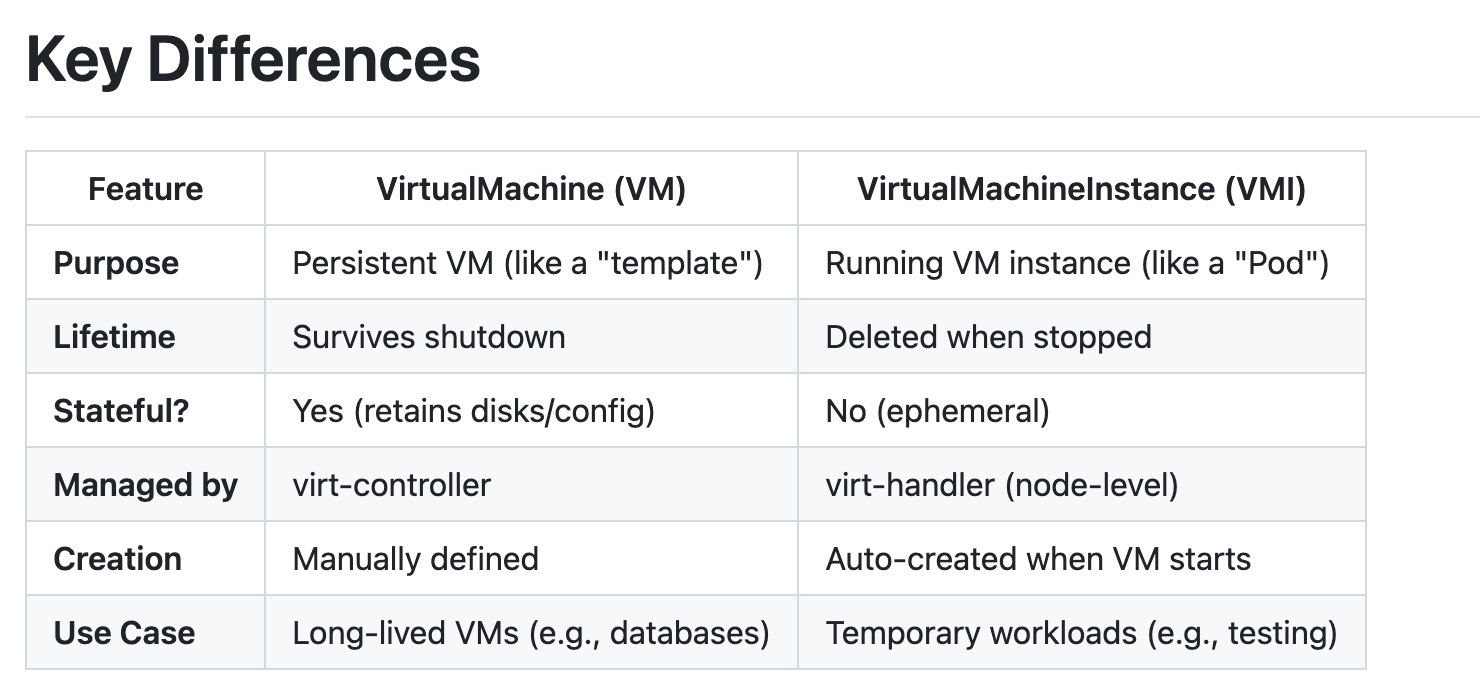 Key Differences
Feature VirtualMachine (VM) VirtualMachineInstance (VMI)
Purpose Persistent VM (like a "template") Running VM instance (like a "Pod")
Lifetime Survives shutdown Deleted when stopped
Stateful? Yes (retains disks/config) No (ephemeral)
Managed by virt-controller virt-handler (node-level)
Creation Manually defined Auto-created when VM starts
Use Case Long-lived VMs (e.g., databases) Temporary workloads (e.g., testing)